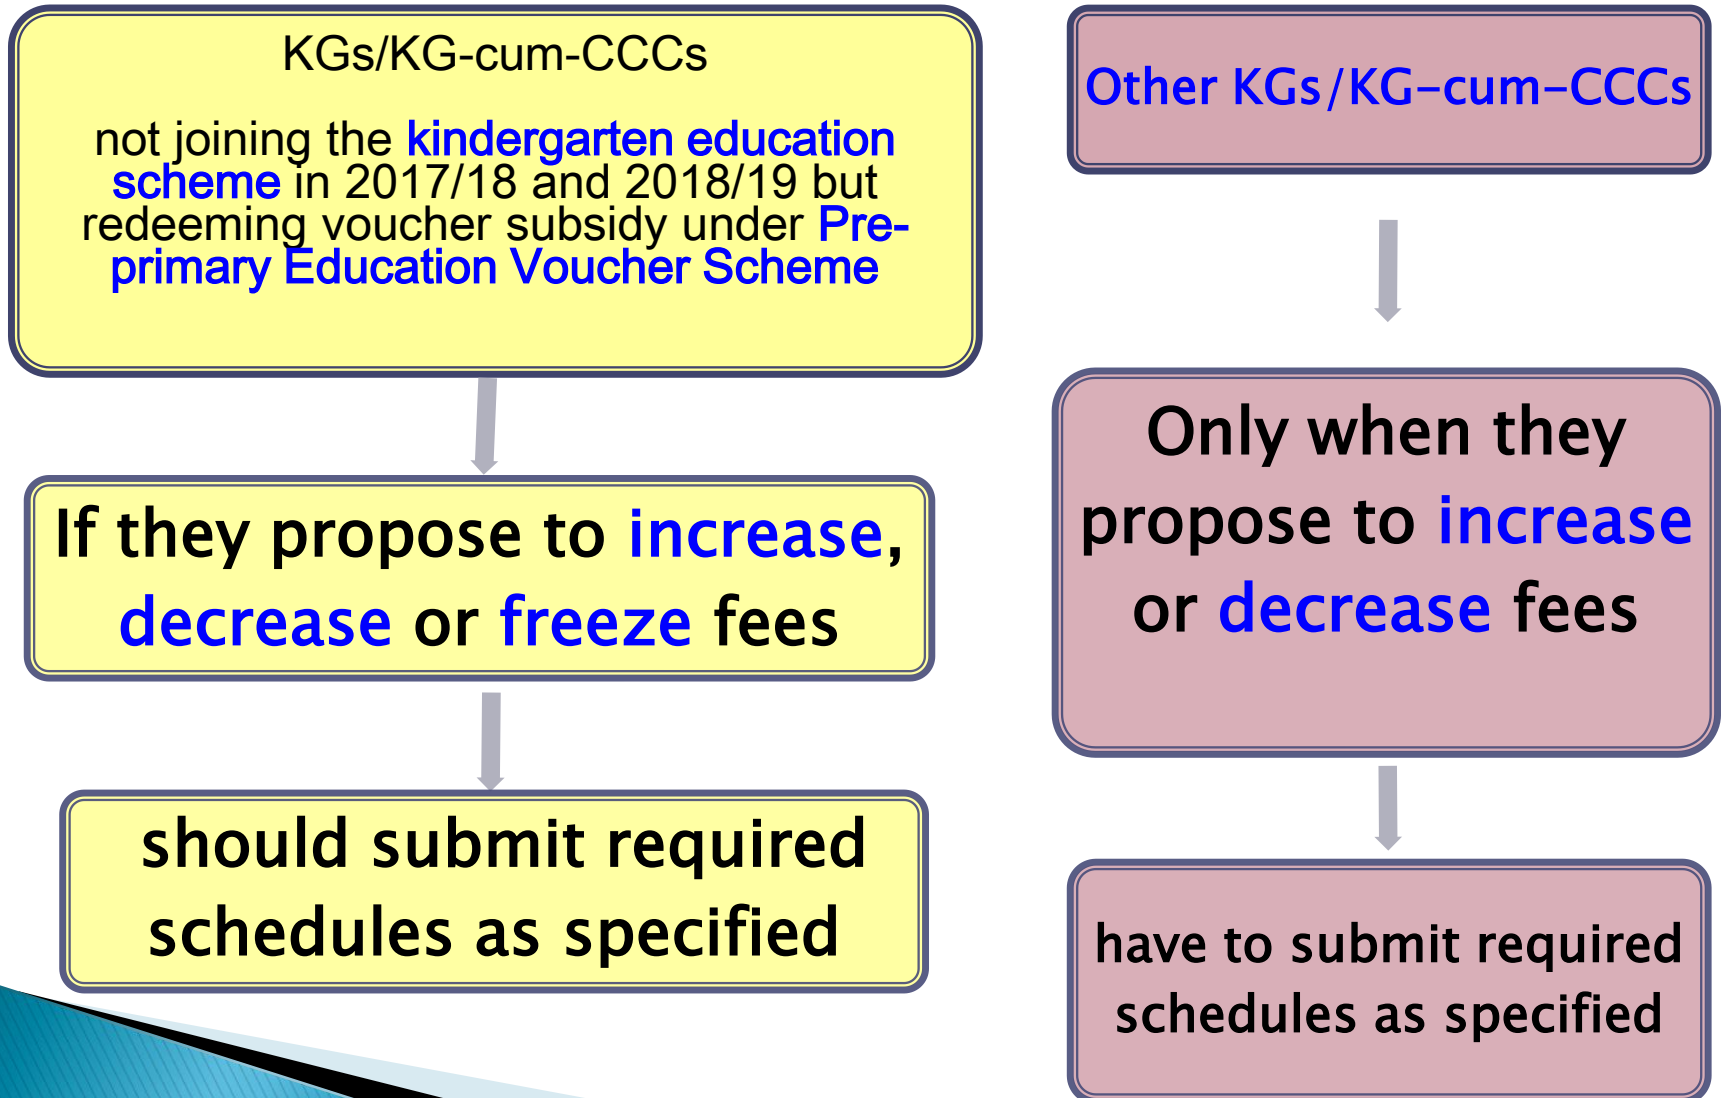 KGs/KG-cum-CCCs
not joining the kindergarten education
scheme in 2017/18 and 2018/19 but
redeeming voucher subsidy under Pre-
primary Education Voucher Scheme
If they propose to increase,
decrease or freeze fees
should submit required
schedules as specified
Other KGs/KG-cum-CCCs
Only when they
propose to increase
or decrease fees
have to submit required
schedules as specified